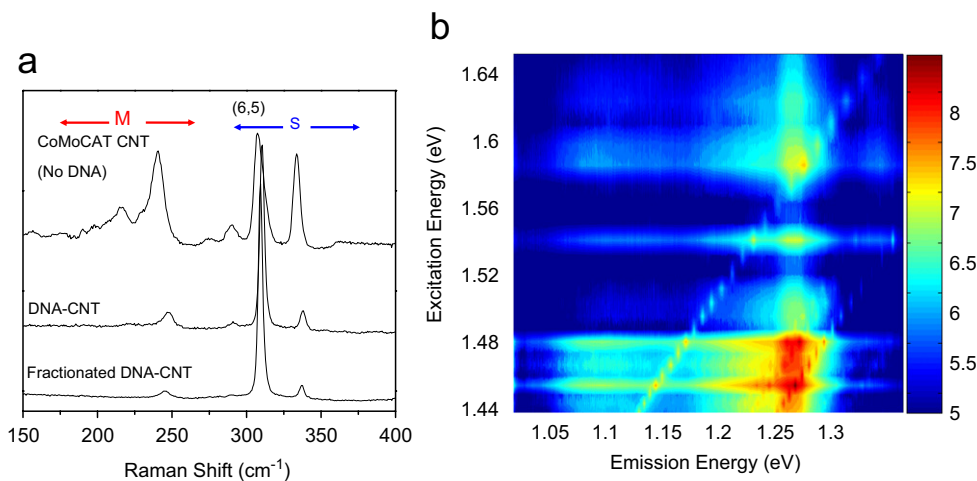 a
M
(6,5)
S
CoMoCAT CNT
(No DNA)
DNA-CNT
Fractionated DNA-CNT
150 200 250 300 350 400
Raman Shift (cm⁻¹)
b
Excitation Energy (eV)
1.64
1.6
1.56
1.52
1.48
1.44
1.05 1.1 1.15 1.2 1.25 1.3
Emission Energy (eV)
8
7.5
7
6.5
6
5.5
5